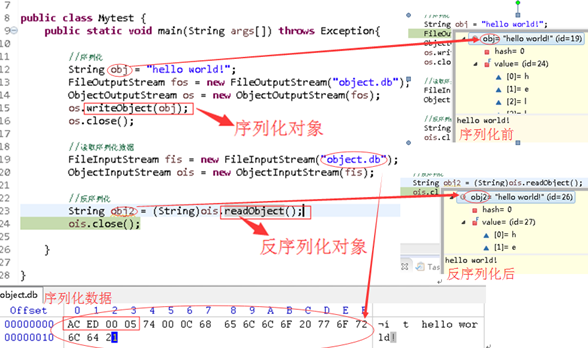 7
8 public class Mytest {
9 public static void main(String args[]) throws Exception{
10
11 //序列化
12 String obj = "hello world!";
13 FileOutputStream fos = new FileOutputStream("object.db");
14 ObjectOutputStream os = new ObjectOutputStream(fos);
15 os.writeObject(obj);
16 os.close();
序列化对象
17
18 //读取序列化数据
19 FileInputStream fis = new FileInputStream("object.db");
20 ObjectInputStream ois = new ObjectInputStream(fis);
21
22 //反序列化
23 String obj2 = (String)ois.readObject();
24 ois.close();
反序列化对象
25
26 }
27
28 }
//序列化
String obj = "hello world!";
FileOu
Object
os.wri
os.clo
//读取
FileIn
Object
//反序
String
ois.cl
obj= "hello world!" (id=19)
hash= 0
value= (id=24)
[0]= h
[1]= e
[2]= l
hello world!
序列化前
//反序列化
String obj2 = (String)ois.readObject();
ois.cl
obj2= "hello world!" (id=26)
hash= 0
value= (id=27)
[0]= h
[1]= e
hello world!
Tas
反序列化后
object.db
序列化数据
Offset 0 1 2 3 4 5 6 7 8 9 A B C D E F
00000000 AC ED 00 05 74 00 0C 68 65 6C 6C 6F 20 77 6F 72 ¬í t hello wor
00000010 6C 64 21 ld!